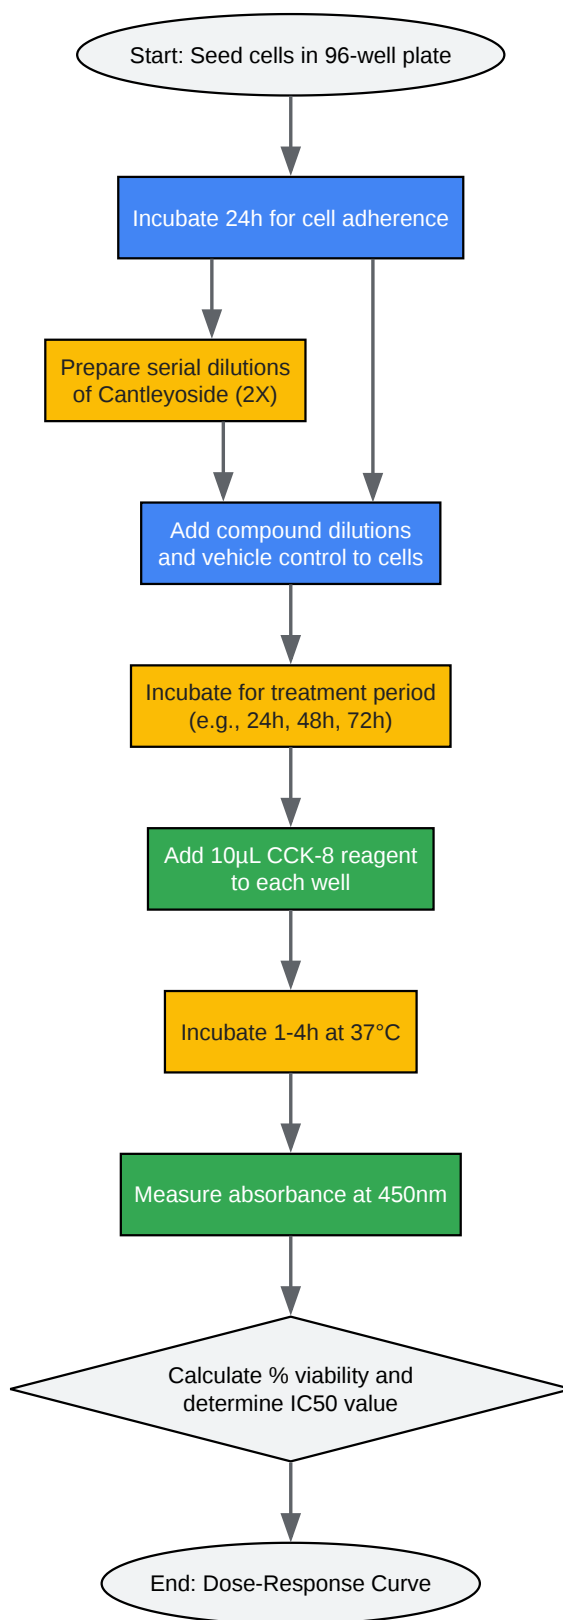 Start: Seed cells in 96-well plate
Incubate 24h for cell adherence
Prepare serial dilutions
of Cantleyoside (2X)
Add compound dilutions
and vehicle control to cells
Incubate for treatment period
(e.g., 24h, 48h, 72h)
Add 10µL CCK-8 reagent
to each well
Incubate 1-4h at 37°C
Measure absorbance at 450nm
Calculate % viability and
determine IC50 value
End: Dose-Response Curve